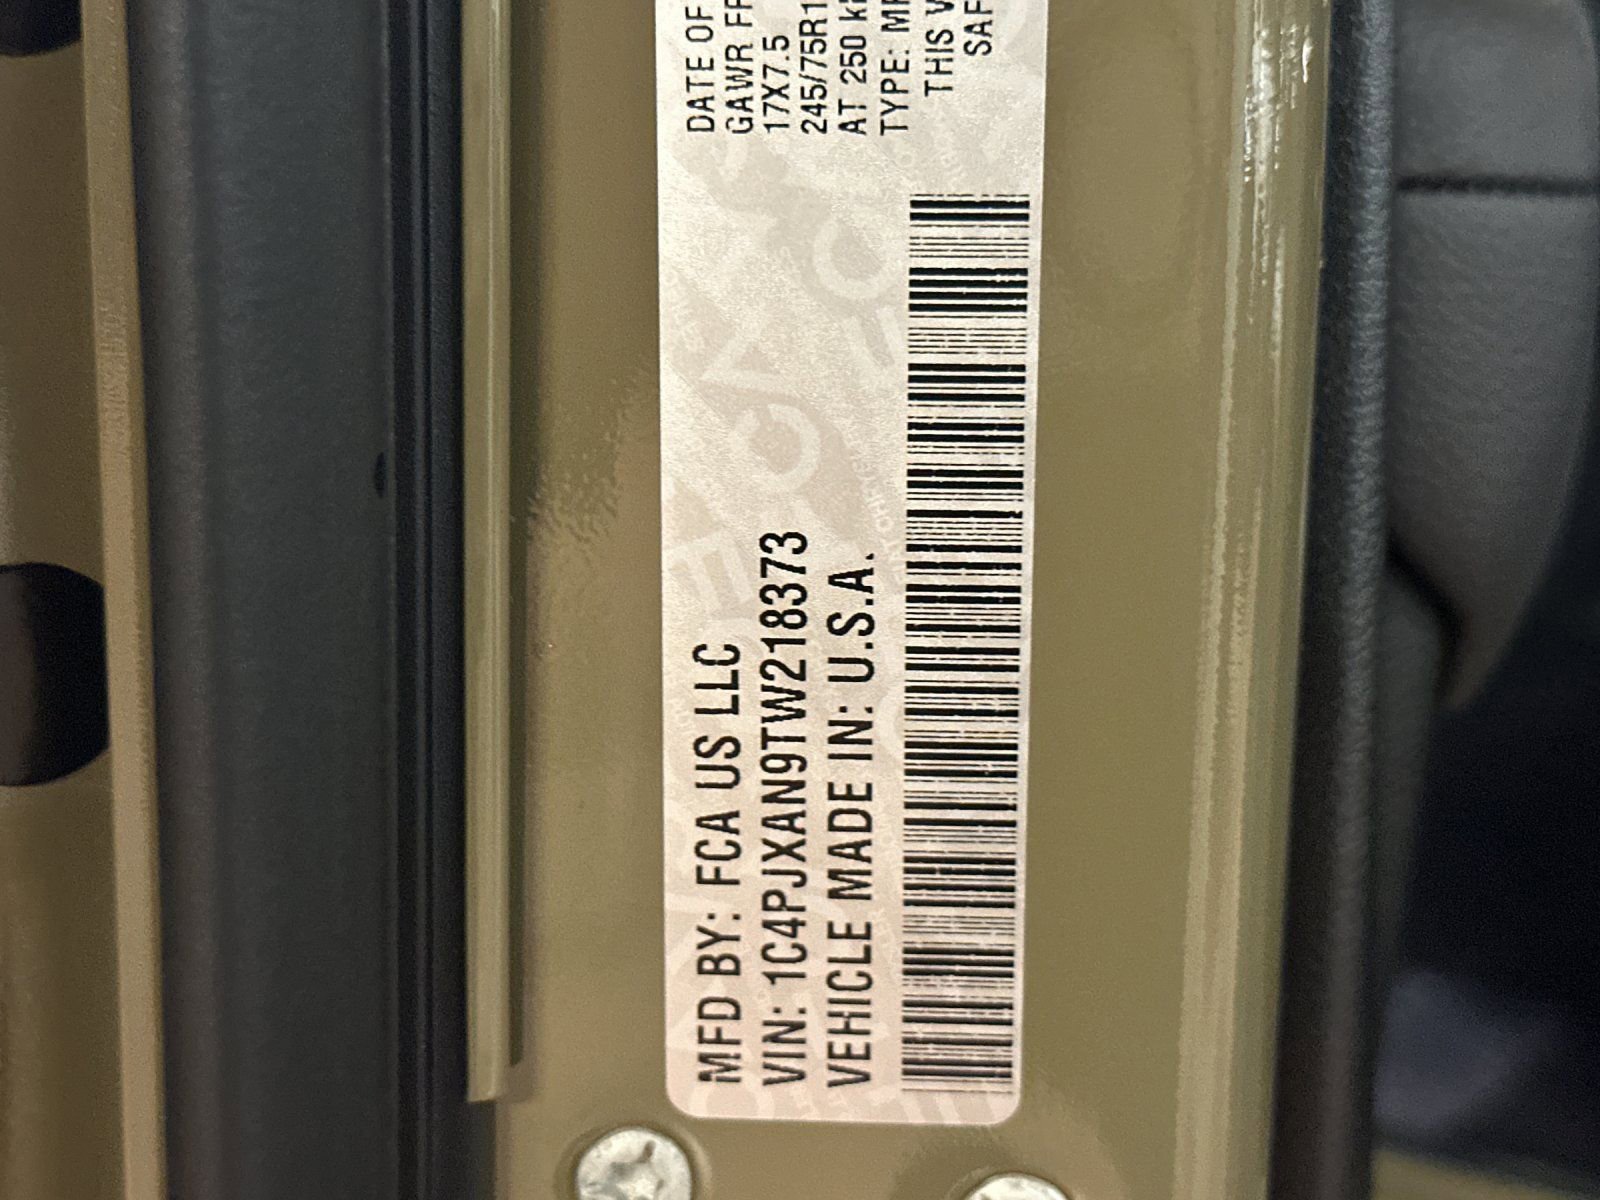 MFD BY: FCA US LLC
VIN: 1C4PJXAN9TW218373
VEHICLE MADE IN: U.S.A.
DATE OF
GAWR FR
17X7.5
245/75R1
AT 250 k
TYPE: M
THIS V
SAF